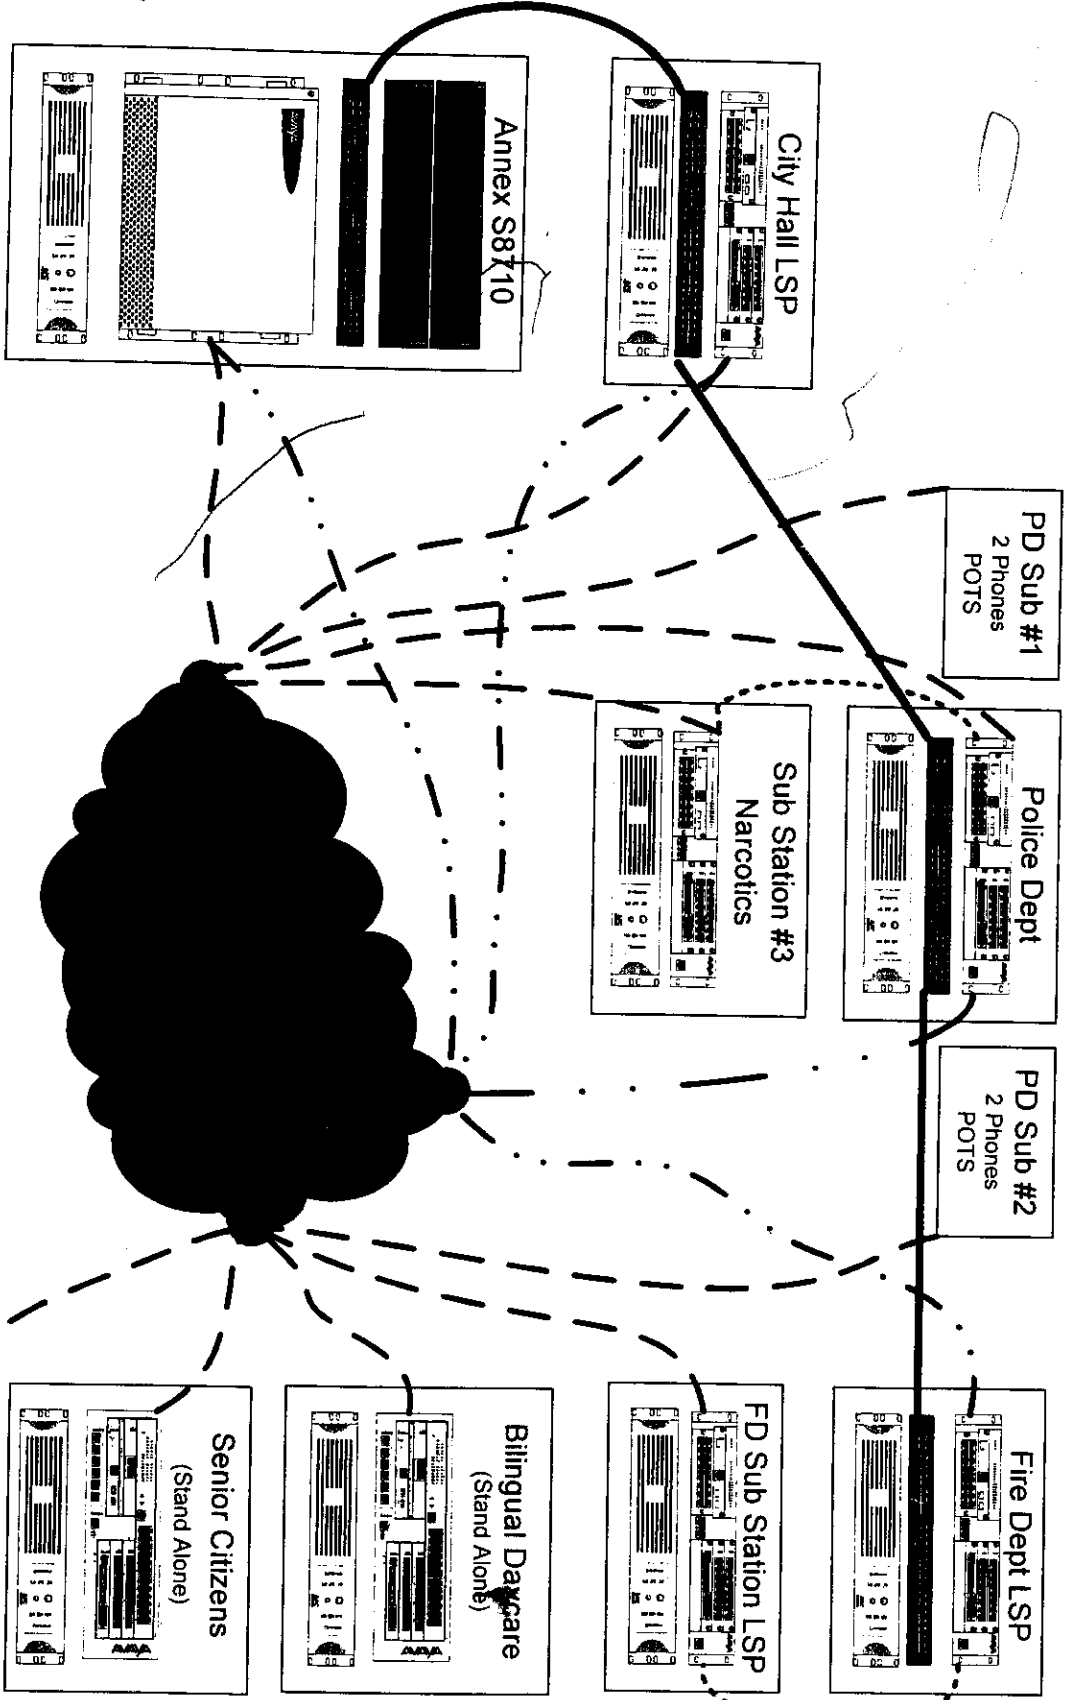 PD Sub #1
2 Phones
POTS
PD Sub #2
2 Phones
POTS
City Hall LSP
Police Dept
Fire Dept LSP
Annex S8710
Sub Station #3
Narcotics
FD Sub Station LSP
Bilingual Daycare
(Stand Alone)
Senior Citizens
(Stand Alone)
AVAYA
AVAYA